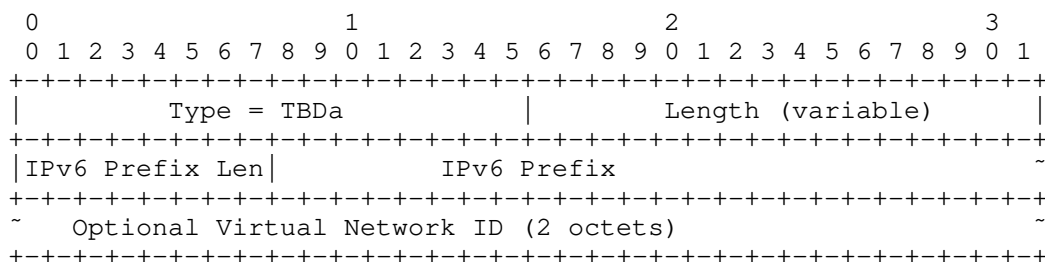 0                   1                   2                   3
 0 1 2 3 4 5 6 7 8 9 0 1 2 3 4 5 6 7 8 9 0 1 2 3 4 5 6 7 8 9 0 1
+-+-+-+-+-+-+-+-+-+-+-+-+-+-+-+-+-+-+-+-+-+-+-+-+-+-+-+-+-+-+-+-+
|         Type = TBDa           |        Length (variable)      |
+-+-+-+-+-+-+-+-+-+-+-+-+-+-+-+-+-+-+-+-+-+-+-+-+-+-+-+-+-+-+-+-+
|IPv6 Prefix Len|          IPv6 Prefix                          ~
+-+-+-+-+-+-+-+-+-+-+-+-+-+-+-+-+-+-+-+-+-+-+-+-+-+-+-+-+-+-+-+-+
~   Optional Virtual Network ID (2 octets)                      ~
+-+-+-+-+-+-+-+-+-+-+-+-+-+-+-+-+-+-+-+-+-+-+-+-+-+-+-+-+-+-+-+-+